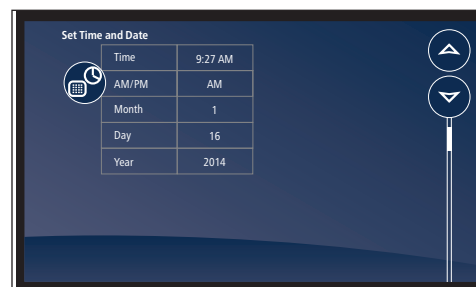 Set Time and Date
Time 9:27 AM
AM/PM AM
Month 1
Day 16
Year 2014